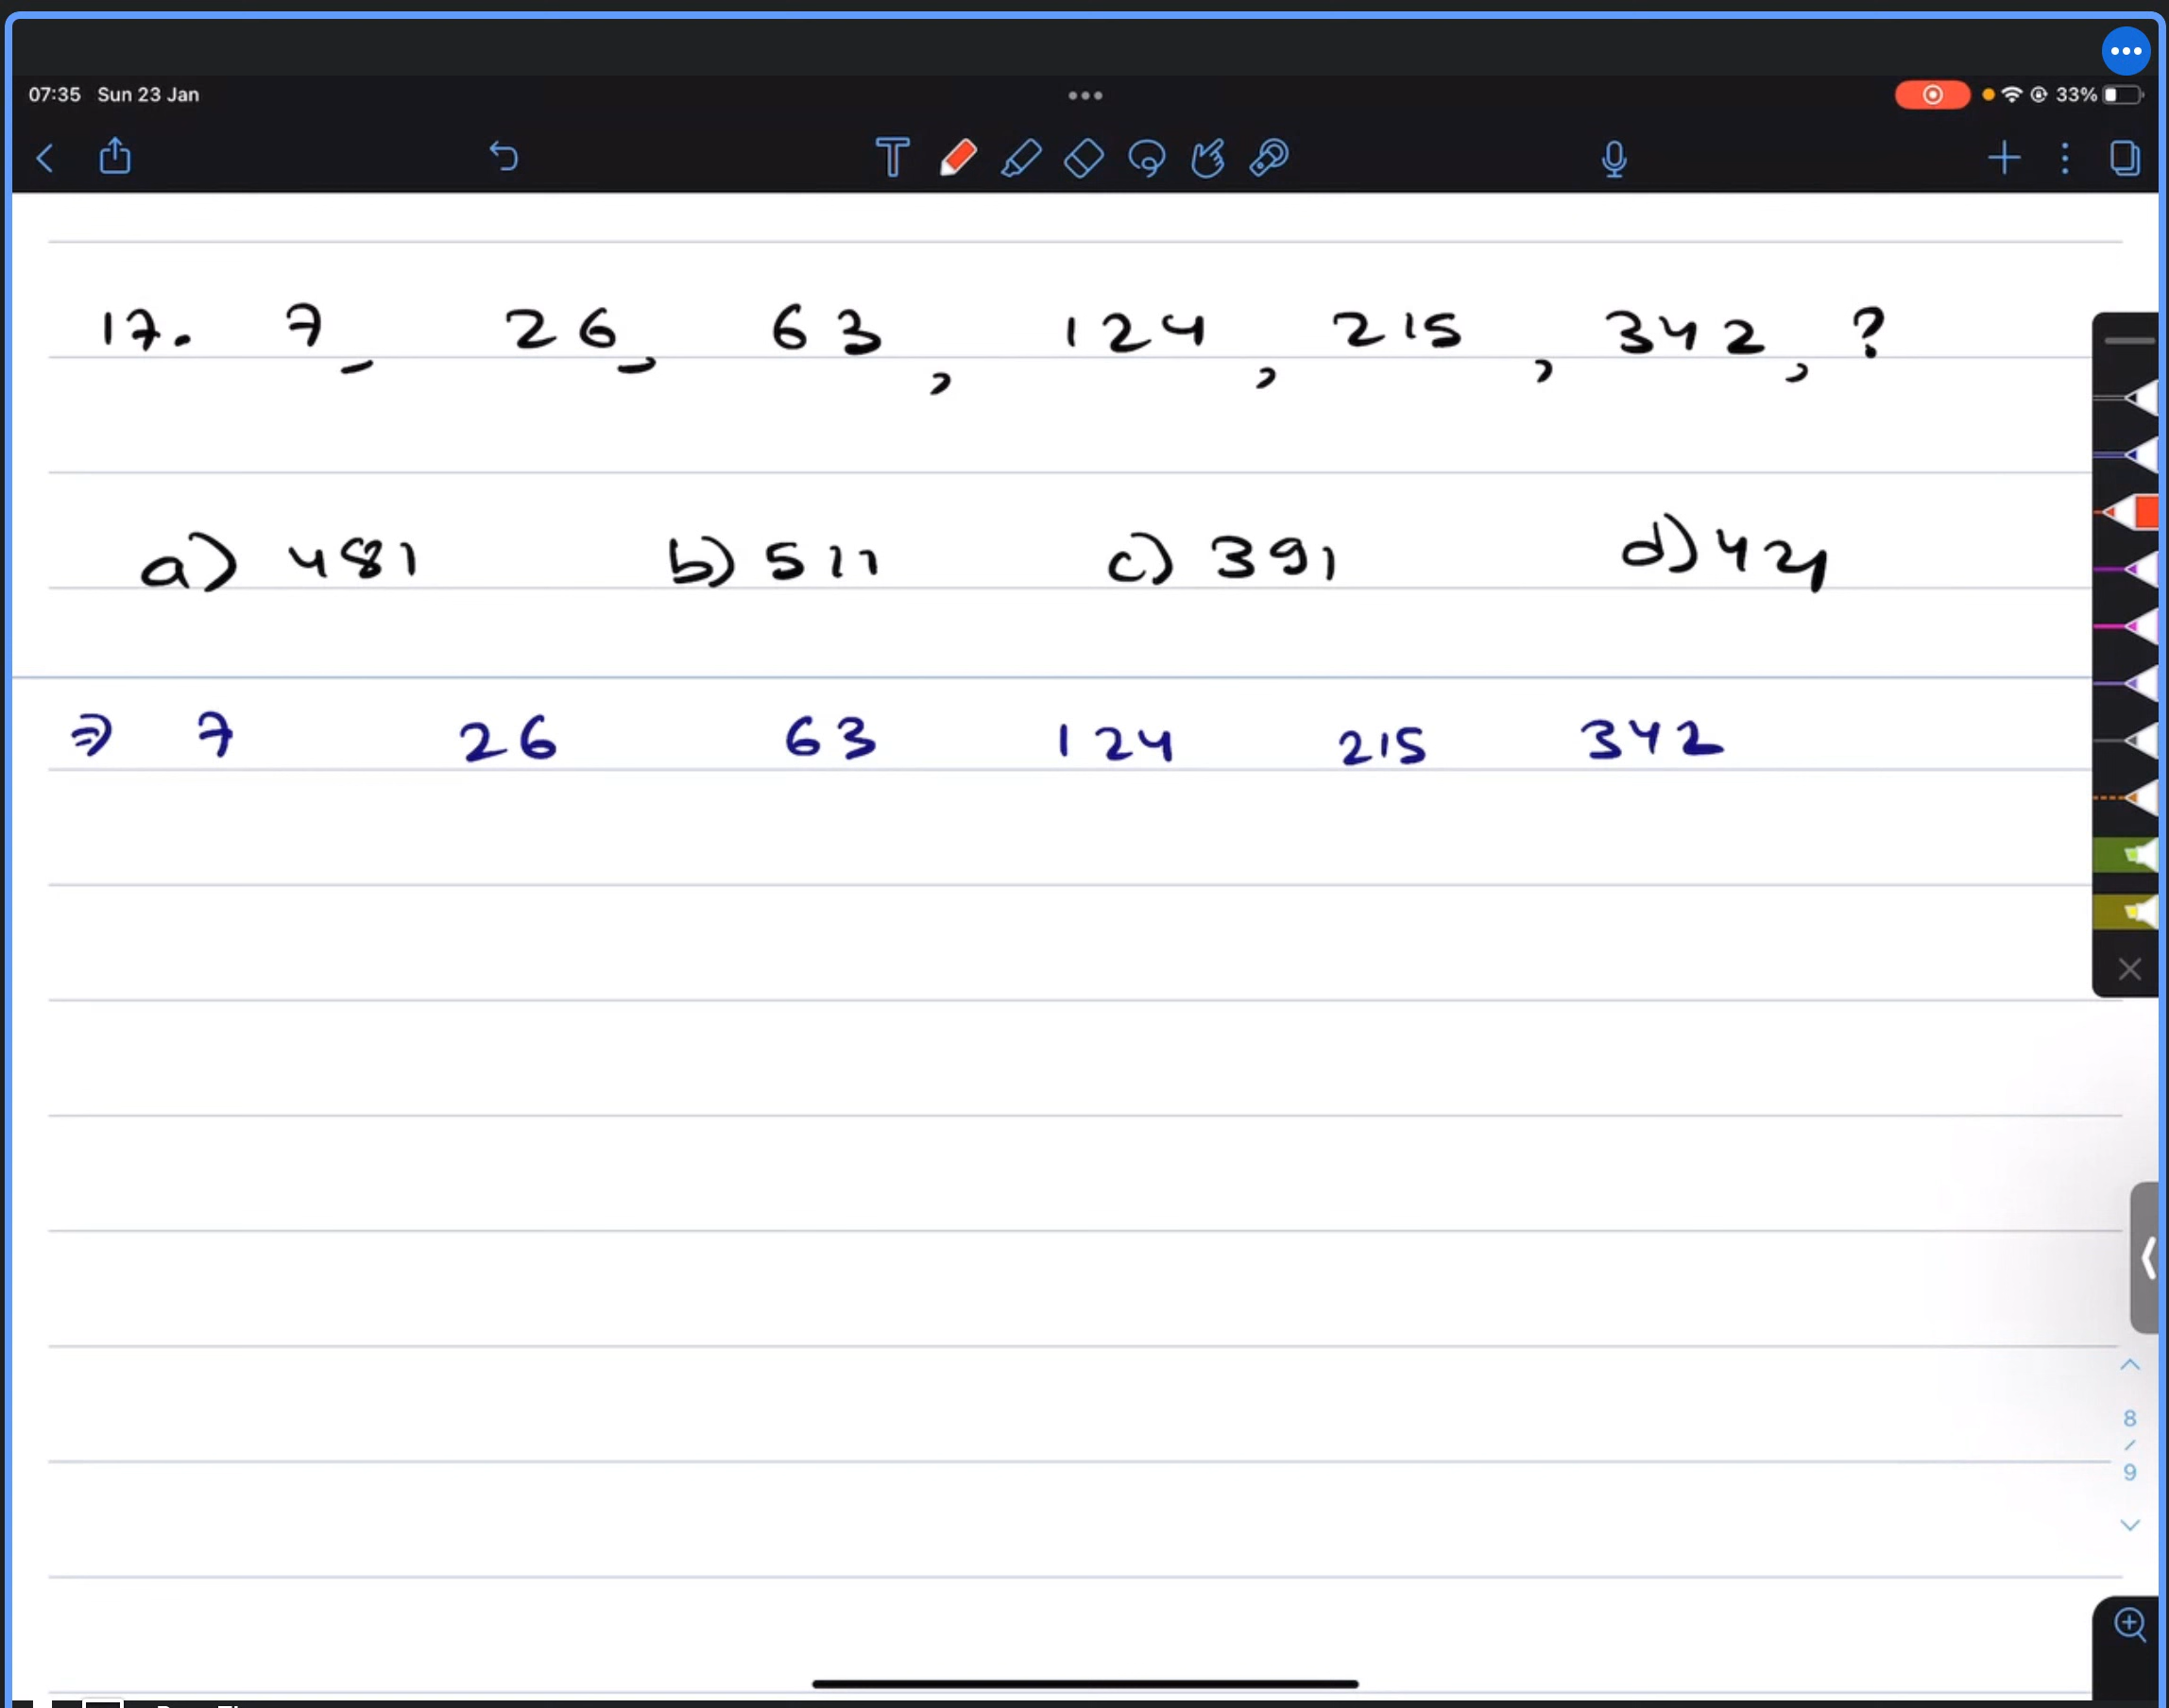 07:35 Sun 23 Jan 33%
17. 7, 26, 63, 124, 215, 342, ?
a) 481 b) 511 c) 391 d) 421
⇒ 7 26 63 124 215 342
8
/
9